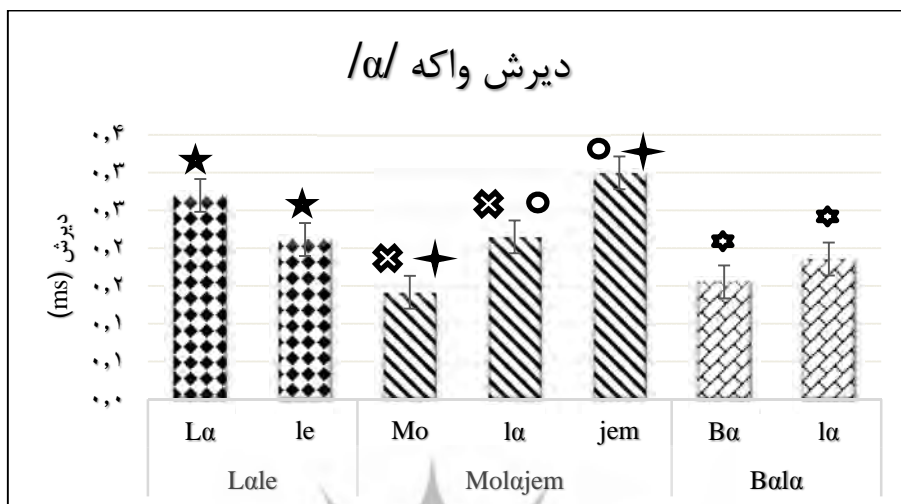 دیرش واکه /ɑ/
دیرش (ms)
۰,۴
۰,۳
۰,۳
۰,۲
۰,۲
۰,۱
۰,۱
۰,۰
Lɑ le Mo lɑ jem Bɑ lɑ
Lɑle Molɑjem Bɑlɑ